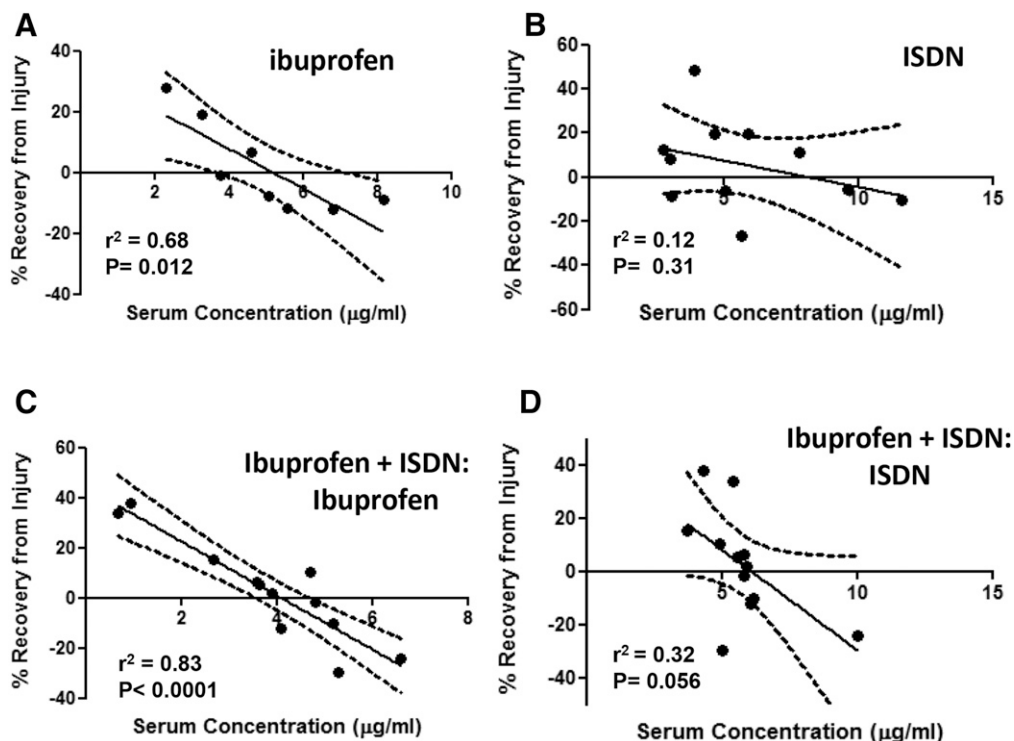 A
ibuprofen
% Recovery from Injury
40
20
0
-20
-40
2 4 6 8 10
r² = 0.68
P= 0.012
Serum Concentration (μg/ml)
B
ISDN
% Recovery from Injury
60
40
20
0
-20
-40
-60
5 10 15
r² = 0.12
P= 0.31
Serum Concentration (μg/ml)
C
Ibuprofen + ISDN:
Ibuprofen
% Recovery from Injury
60
40
20
0
-20
-40
2 4 6 8
r² = 0.83
P< 0.0001
Serum Concentration (μg/ml)
D
Ibuprofen + ISDN:
ISDN
% Recovery from Injury
40
20
0
-20
-40
5 10 15
r² = 0.32
P= 0.056
Serum Concentration (μg/ml)